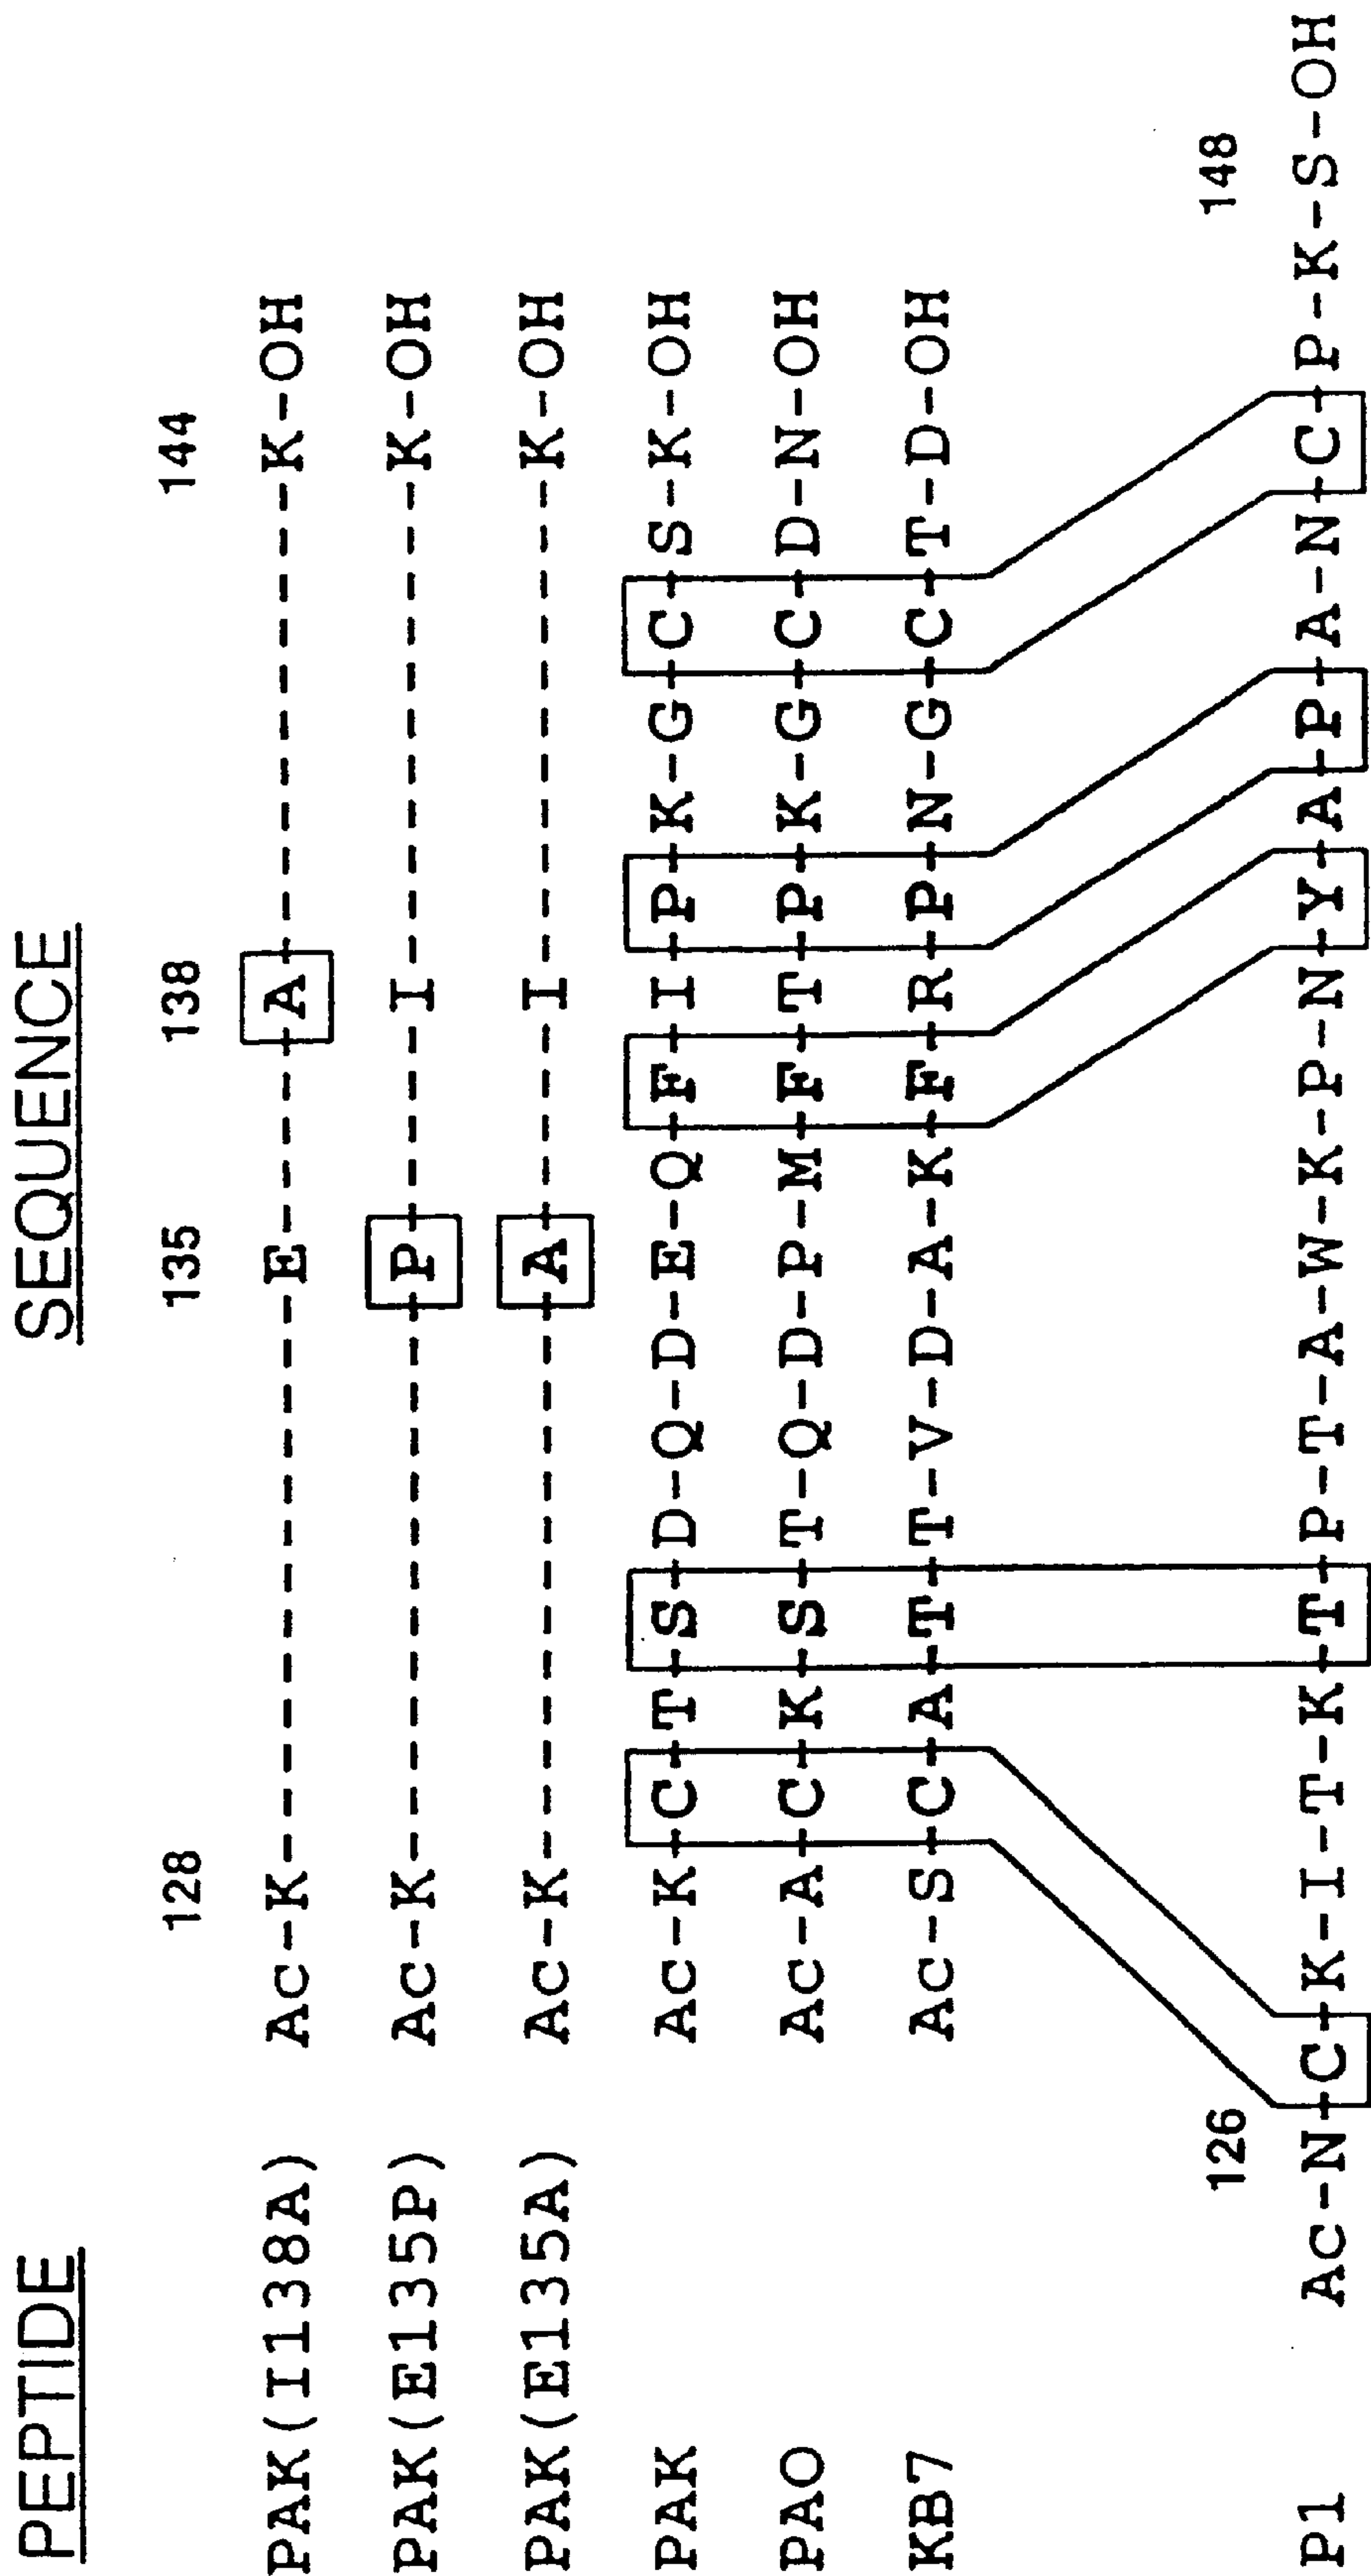 PEPTIDE SEQUENCE
128 135 138 144
PAK(I138A) Ac-K-------------E-----A-----------K-OH
PAK(E135P) Ac-K-------------P-----I-----------K-OH
PAK(E135A) Ac-K-------------A-----I-----------K-OH
PAK Ac-K-C-T-S-D-Q-D-E-Q-F-I-P-K-G-C-S-K-OH
PAO Ac-A-C-K-S-T-Q-D-P-M-F-T-P-K-G-C-D-N-OH
KB7 Ac-S-C-A-T-T-V-D-A-K-F-R-P-N-G-C-T-D-OH
126 148
P1 Ac-N-C-K-I-T-K-T-P-T-A-W-K-P-N-Y-A-P-A-N-C-P-K-S-OH